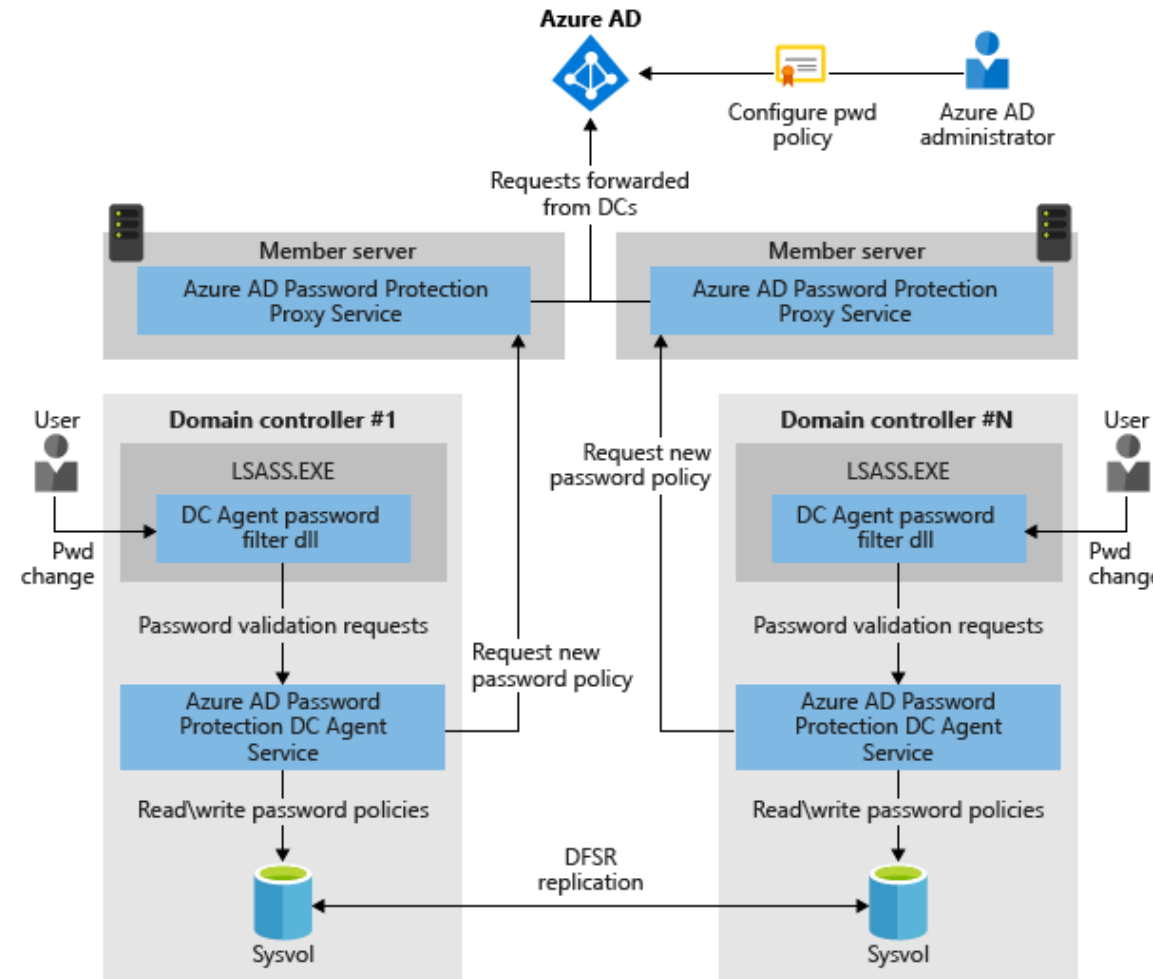 Azure AD
Configure pwd
policy
Azure AD
administrator
Requests forwarded
from DCs
Member server
Azure AD Password Protection
Proxy Service
Member server
Azure AD Password Protection
Proxy Service
User
Pwd
change
Domain controller #1
LSASS.EXE
DC Agent password
filter dll
Password validation requests
Azure AD Password
Protection DC Agent
Service
Read\write password policies
Sysvol
Request new
password policy
Request new
password policy
DFSR
replication
Domain controller #N
LSASS.EXE
DC Agent password
filter dll
Password validation requests
Azure AD Password
Protection DC Agent
Service
Read\write password policies
Sysvol
User
Pwd
change